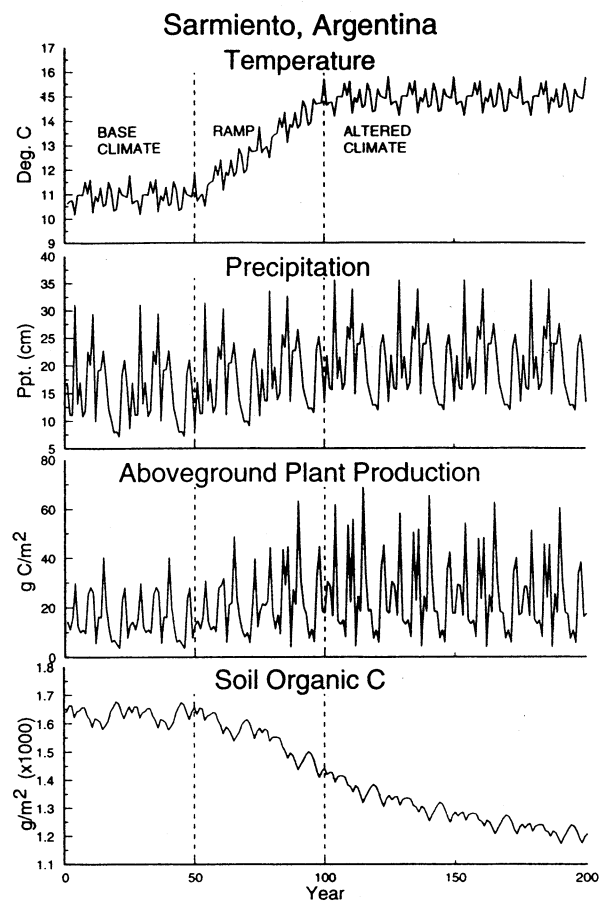 Sarmiento, Argentina
Temperature
17
16
15
14
13
12
11
10
9
Deg. C
BASE
CLIMATE
RAMP
ALTERED
CLIMATE
Precipitation
40
35
30
25
20
15
10
5
Ppt. (cm)
Aboveground Plant Production
80
60
40
20
0
g C/m²
Soil Organic C
1.8
1.7
1.6
1.5
1.4
1.3
1.2
1.1
g/m² (x1000)
0
50
100
150
200
Year